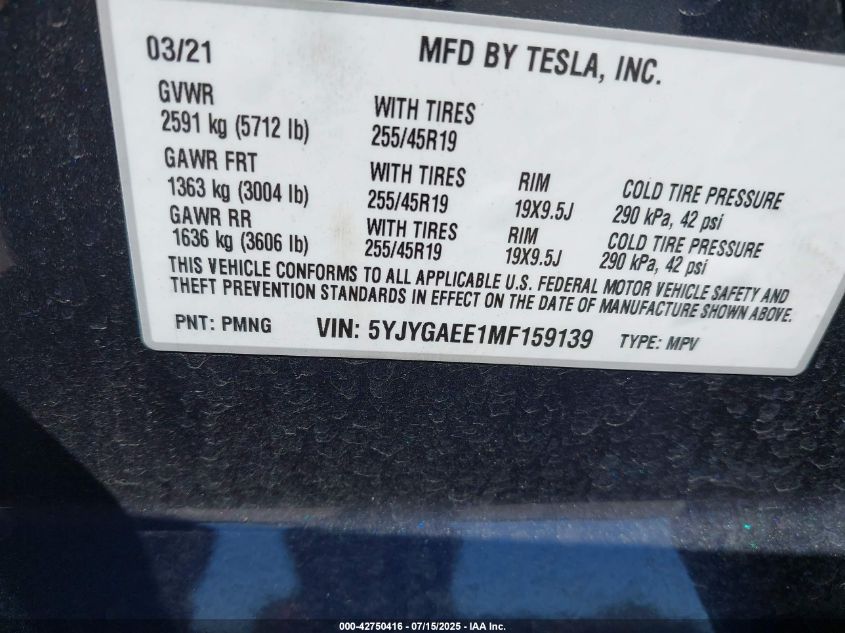 03/21 MFD BY TESLA, INC.
GVWR
2591 kg (5712 lb) WITH TIRES 255/45R19
GAWR FRT
1363 kg (3004 lb) WITH TIRES 255/45R19 RIM 19X9.5J COLD TIRE PRESSURE 290 kPa, 42 psi
GAWR RR
1636 kg (3606 lb) WITH TIRES 255/45R19 RIM 19X9.5J COLD TIRE PRESSURE 290 kPa, 42 psi
THIS VEHICLE CONFORMS TO ALL APPLICABLE U.S. FEDERAL MOTOR VEHICLE SAFETY AND
THEFT PREVENTION STANDARDS IN EFFECT ON THE DATE OF MANUFACTURE SHOWN ABOVE.
PNT: PMNG VIN: 5YJYGAEE1MF159139 TYPE: MPV
000-42750416 - 07/15/2025 - IAA Inc.